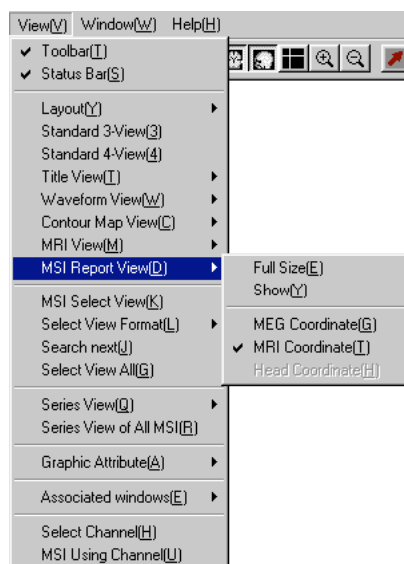 View(V) Window(W) Help(H)
Toolbar(T)
Status Bar(S)
Layout(Y)
Standard 3-View(3)
Standard 4-View(4)
Title View(T)
Waveform View(W)
Contour Map View(C)
MRI View(M)
MSI Report View(D)
Full Size(E)
Show(Y)
MEG Coordinate(G)
MRI Coordinate(T)
Head Coordinate(H)
MSI Select View(K)
Select View Format(L)
Search next(J)
Select View All(G)
Series View(Q)
Series View of All MSI(R)
Graphic Attribute(A)
Associated windows(E)
Select Channel(H)
MSI Using Channel(U)